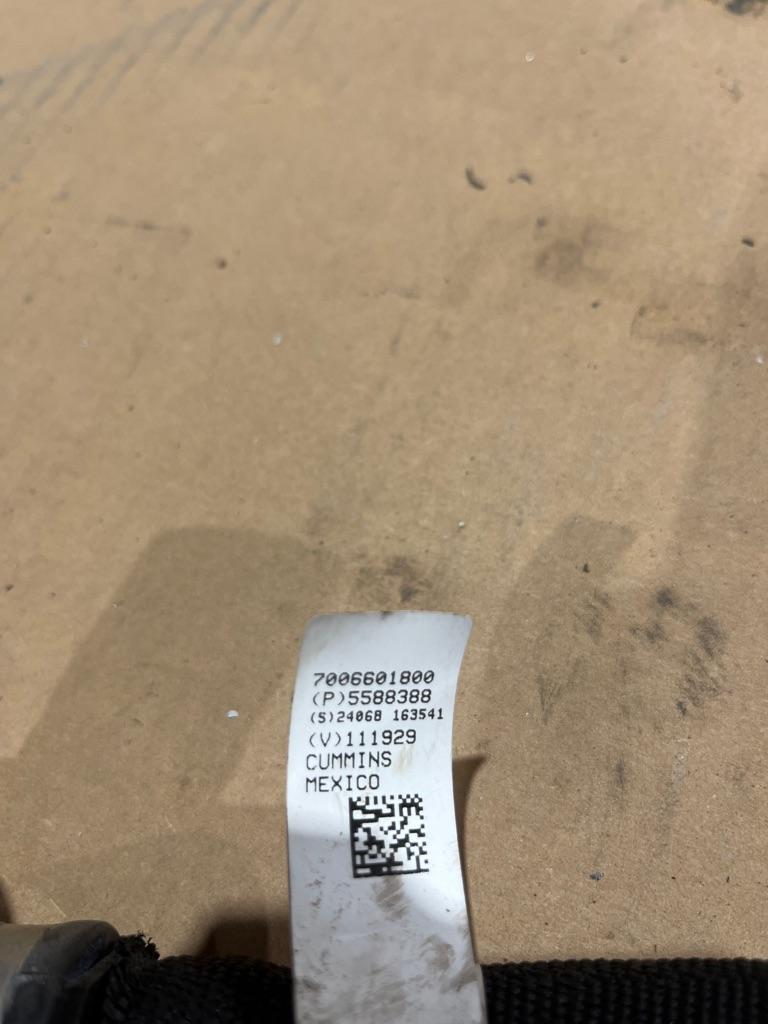 7006601800
(P)5588388
(S)24068 163541
(V)111929
CUMMINS
MEXICO